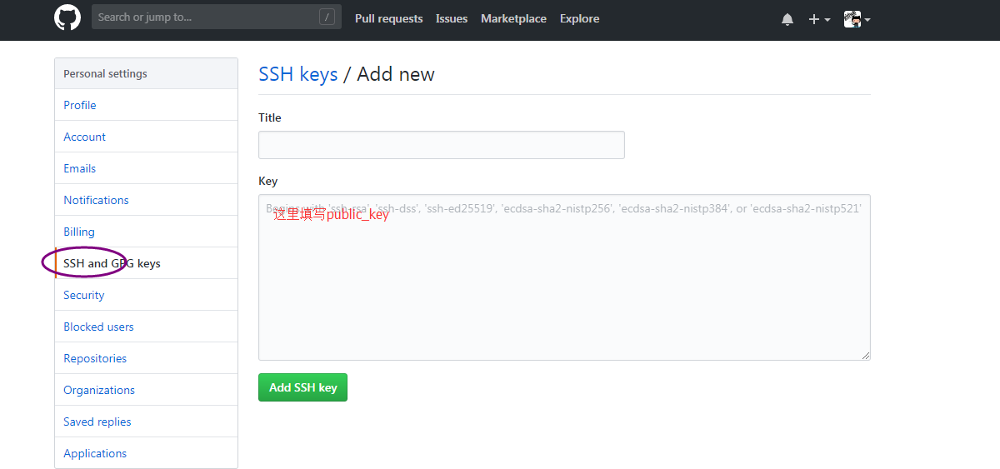 Search or jump to... /
Pull requests Issues Marketplace Explore
Personal settings
Profile
Account
Emails
Notifications
Billing
SSH and GPG keys
Security
Blocked users
Repositories
Organizations
Saved replies
Applications
SSH keys / Add new
Title
Key
Begins with 'ssh-rsa', 'ssh-dss', 'ssh-ed25519', 'ecdsa-sha2-nistp256', 'ecdsa-sha2-nistp384', or 'ecdsa-sha2-nistp521'
这里填写public_key
Add SSH key